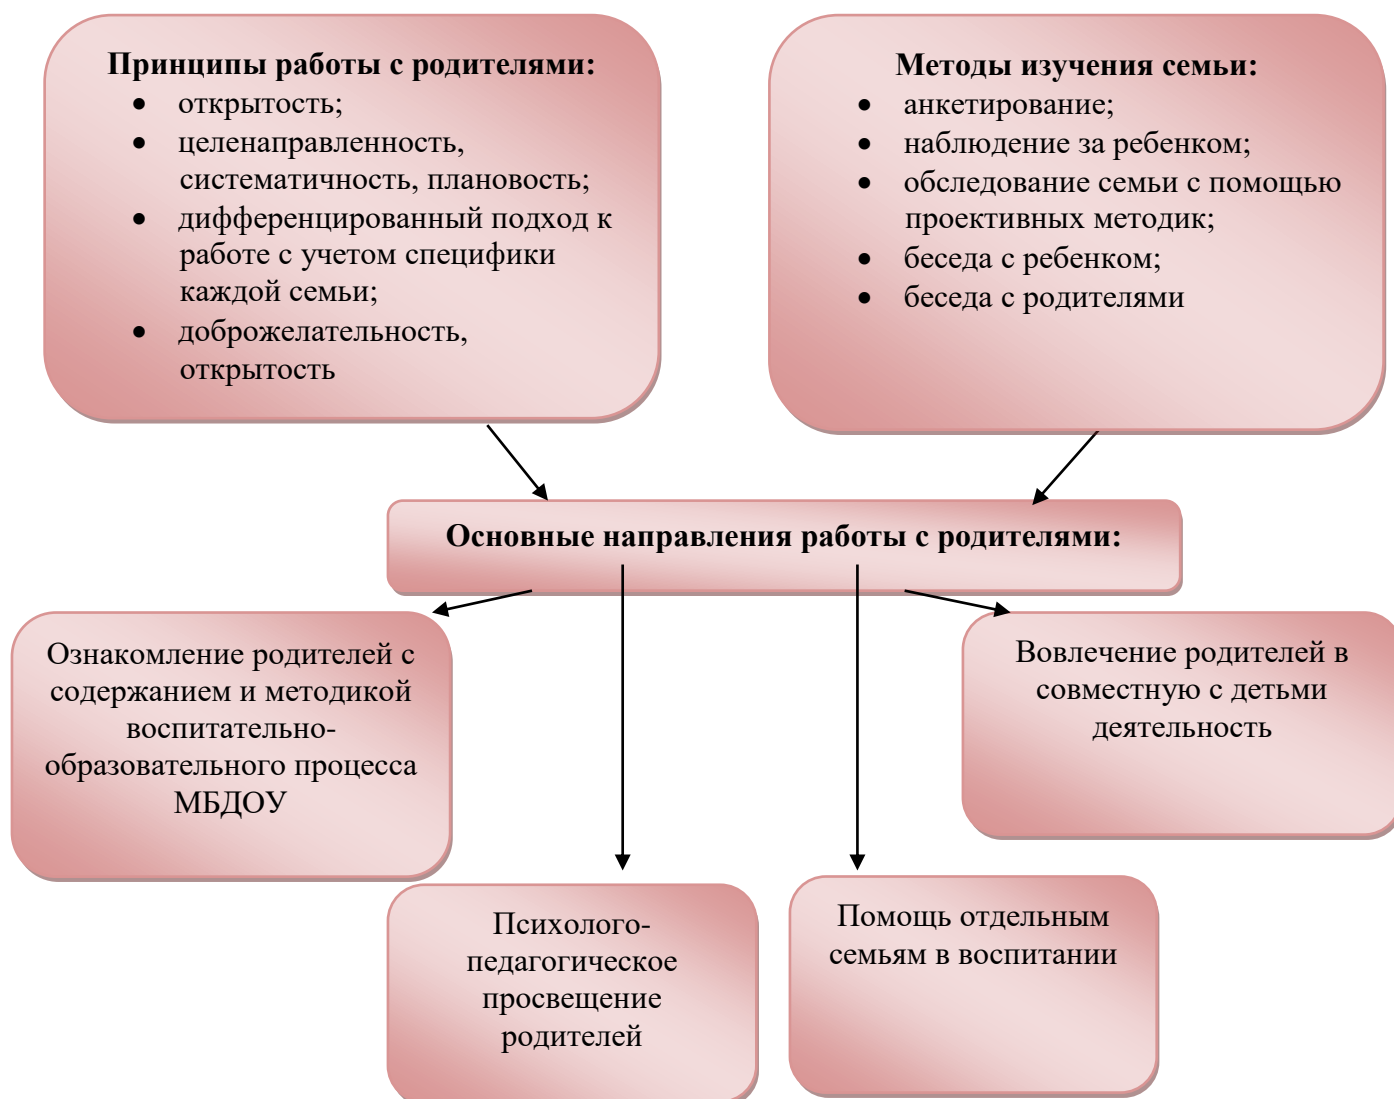 Принципы работы с родителями:
• открытость;
• целенаправленность,
систематичность, плановость;
• дифференцированный подход к
работе с учетом специфики
каждой семьи;
• доброжелательность,
открытость
Методы изучения семьи:
• анкетирование;
• наблюдение за ребенком;
• обследование семьи с помощью
проективных методик;
• беседа с ребенком;
• беседа с родителями
Основные направления работы с родителями:
Ознакомление родителей с
содержанием и методикой
воспитательно-
образовательного процесса
МБДОУ
Вовлечение родителей в
совместную с детьми
деятельность
Психолого-
педагогическое
просвещение
родителей
Помощь отдельным
семьям в воспитании